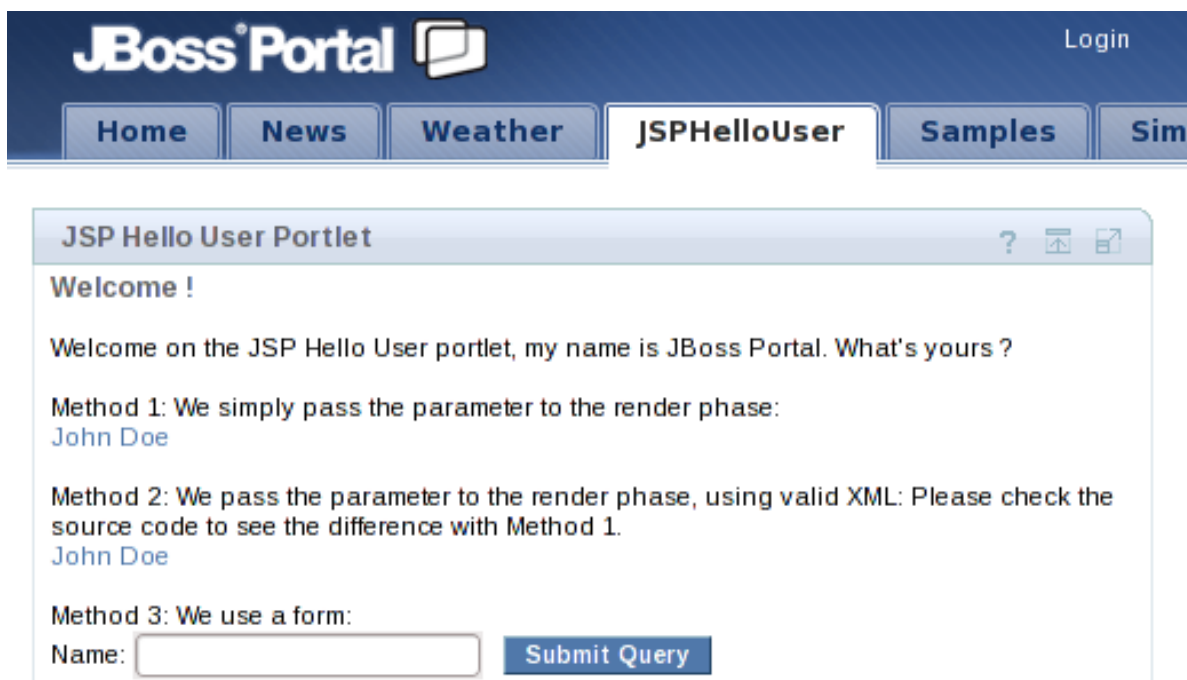 JBoss® Portal
Login
Home News Weather JSPHelloUser Samples Sim
JSP Hello User Portlet
?
Welcome !
Welcome on the JSP Hello User portlet, my name is JBoss Portal. What's yours ?
Method 1: We simply pass the parameter to the render phase:
John Doe
Method 2: We pass the parameter to the render phase, using valid XML: Please check the
source code to see the difference with Method 1.
John Doe
Method 3: We use a form:
Name: Submit Query